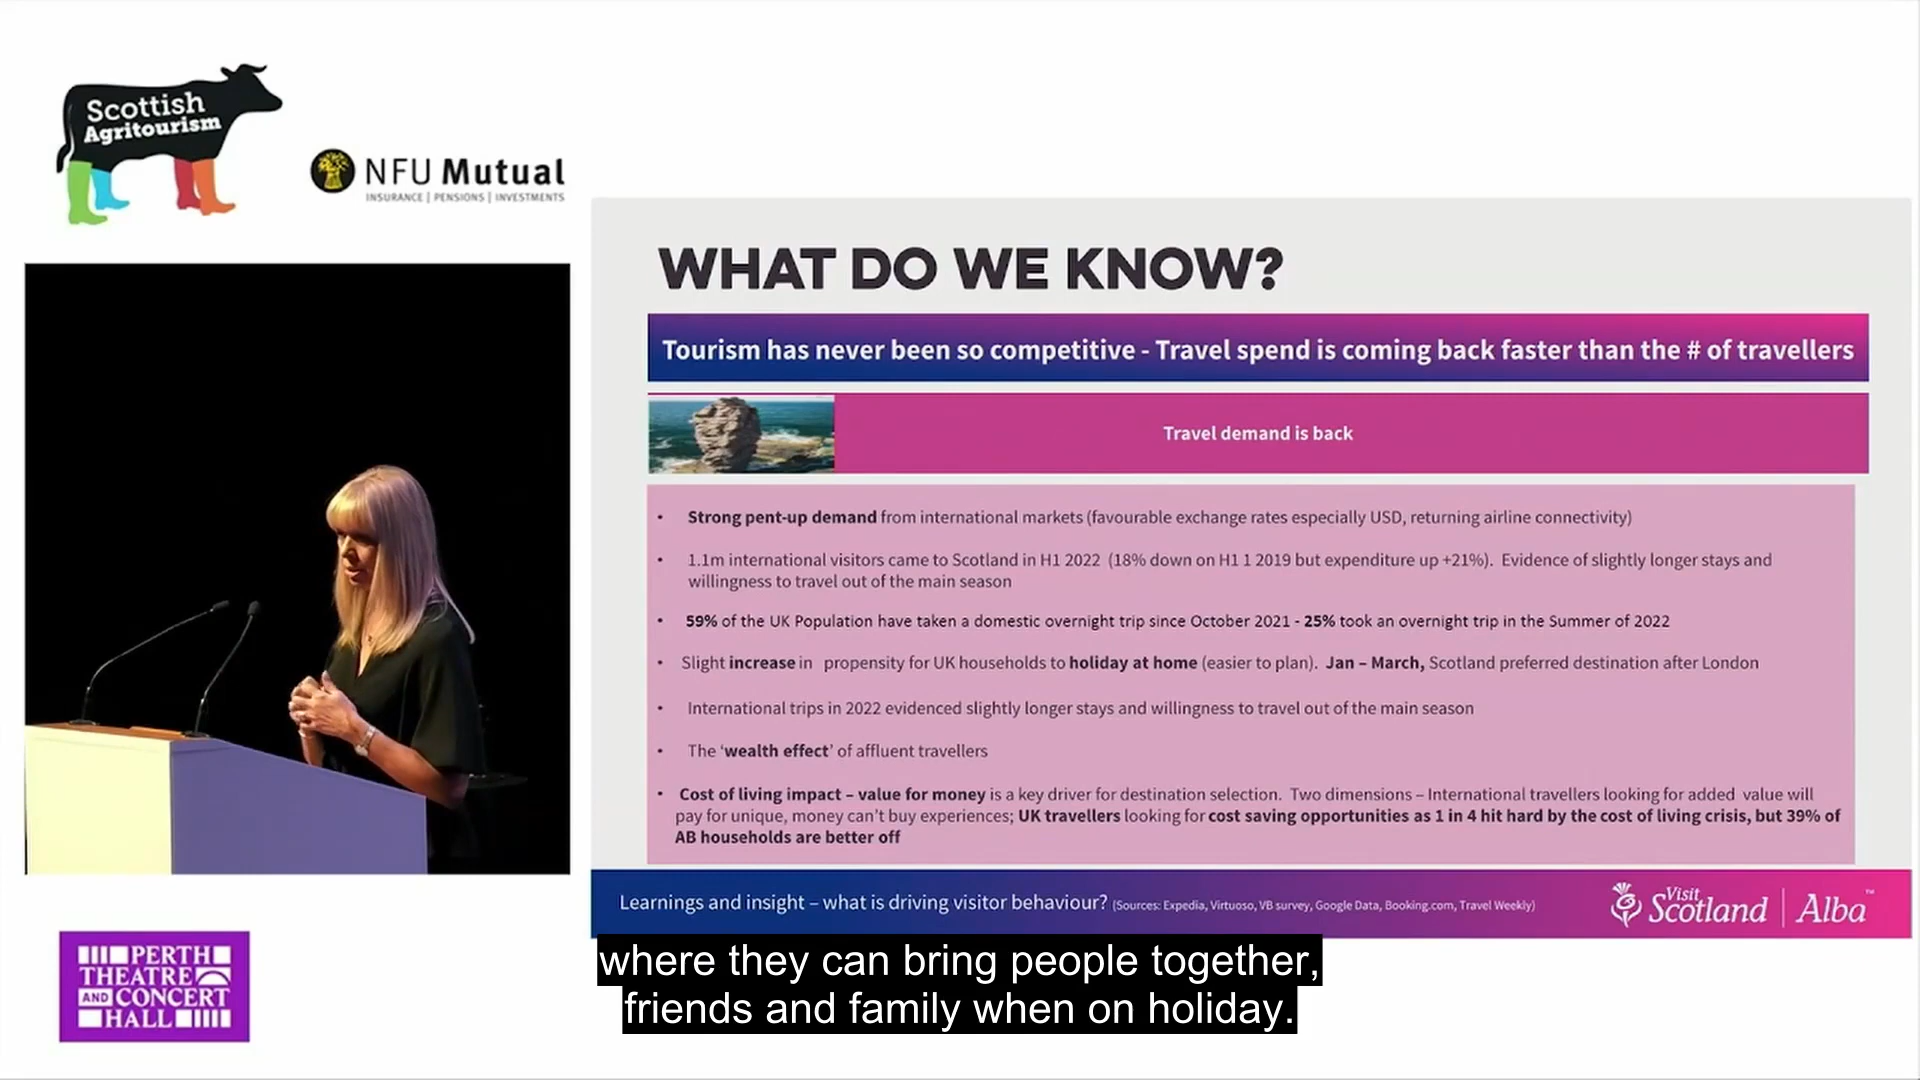 Scottish
Agritourism
NFU Mutual
INSURANCE | PENSIONS | INVESTMENTS
WHAT DO WE KNOW?
Tourism has never been so competitive - Travel spend is coming back faster than the # of travellers
Travel demand is back
• Strong pent-up demand from international markets (favourable exchange rates especially USD, returning airline connectivity)
• 1.1m international visitors came to Scotland in H1 2022 (18% down on H1 1 2019 but expenditure up +21%). Evidence of slightly longer stays and
willingness to travel out of the main season
• 59% of the UK Population have taken a domestic overnight trip since October 2021 - 25% took an overnight trip in the Summer of 2022
• Slight increase in propensity for UK households to holiday at home (easier to plan). Jan – March, Scotland preferred destination after London
• International trips in 2022 evidenced slightly longer stays and willingness to travel out of the main season
• The ‘wealth effect’ of affluent travellers
• Cost of living impact – value for money is a key driver for destination selection. Two dimensions – International travellers looking for added value will
pay for unique, money can’t buy experiences; UK travellers looking for cost saving opportunities as 1 in 4 hit hard by the cost of living crisis, but 39% of
AB households are better off
Learnings and insight – what is driving visitor behaviour? (Sources: Expedia, Virtuoso, VB survey, Google Data, Booking.com, Travel Weekly)
Visit
Scotland | Alba™
PERTH
THEATRE
AND CONCERT
HALL
where they can bring people together,
friends and family when on holiday.